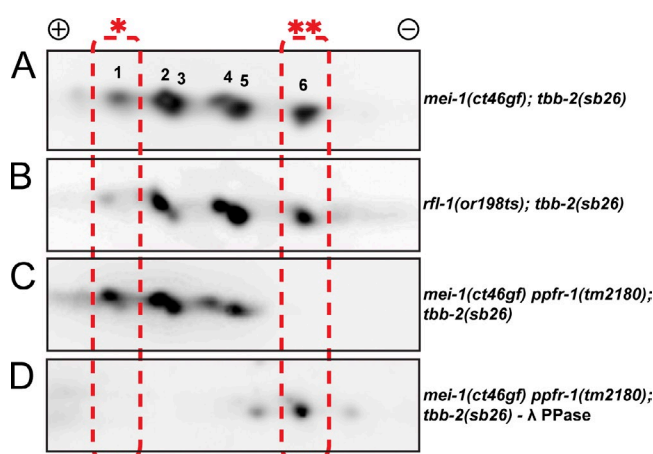 ⊕ * ** ⊖
A 1 2 3 4 5 6 mei-1(ct46gf); tbb-2(sb26)
B rfl-1(or198ts); tbb-2(sb26)
C mei-1(ct46gf) ppfr-1(tm2180);
tbb-2(sb26)
D mei-1(ct46gf) ppfr-1(tm2180);
tbb-2(sb26) - λ PPase